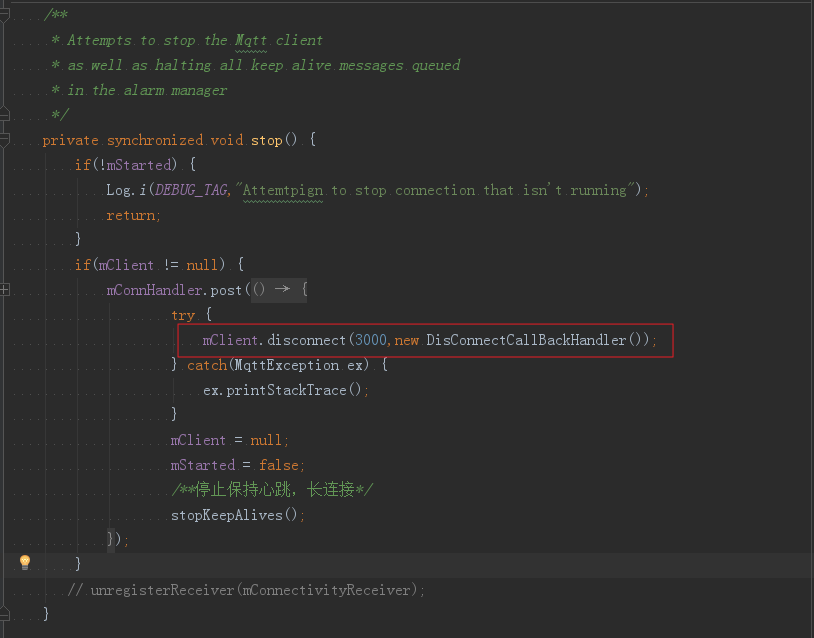 /**
* Attempts to stop the Mqtt client
* as well as halting all keep alive messages queued
* in the alarm manager
*/
private synchronized void stop() {
if(!mStarted) {
Log.i(DEBUG_TAG,"Attemtpign to stop connection that isn't running");
return;
}
if(mClient != null) {
mConnHandler.post(() → {
try {
mClient.disconnect(3000,new DisConnectCallBackHandler());
} catch(MqttException ex) {
ex.printStackTrace();
}
mClient = null;
mStarted = false;
/**停止保持心跳，长连接*/
stopKeepAlives();
});
}
// unregisterReceiver(mConnectivityReceiver);
}